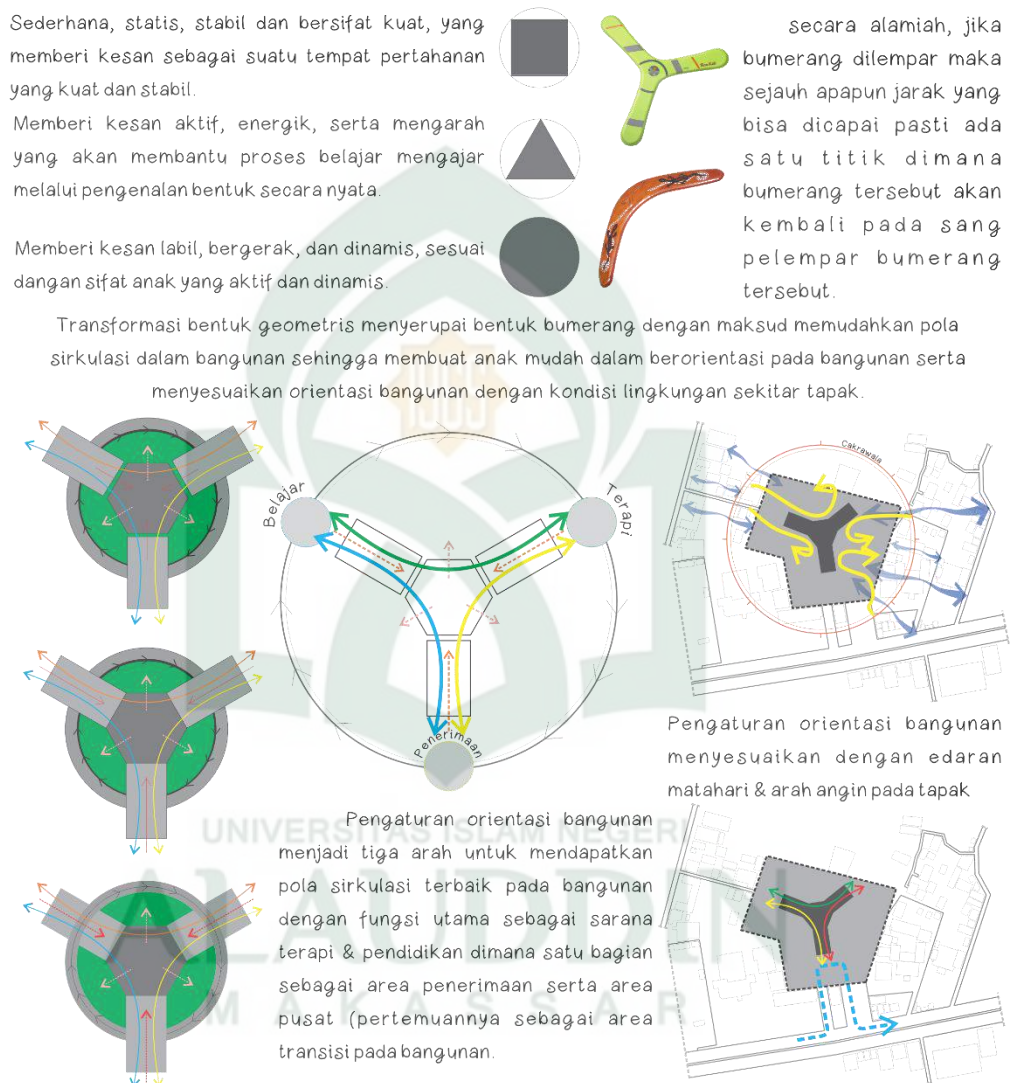 Sederhana, statis, stabil dan bersifat kuat, yang
memberi kesan sebagai suatu tempat pertahanan
yang kuat dan stabil.
Memberi kesan aktif, energik, serta mengarah
yang akan membantu proses belajar mengajar
melalui pengenalan bentuk secara nyata.
Memberi kesan labil, bergerak, dan dinamis, sesuai
dangan sifat anak yang aktif dan dinamis.
secara alamiah, jika
bumerang dilempar maka
sejauh apapun jarak yang
bisa dicapai pasti ada
satu titik dimana
bumerang tersebut akan
kembali pada sang
pelempar bumerang
tersebut.
Transformasi bentuk geometris menyerupai bentuk bumerang dengan maksud memudahkan pola
sirkulasi dalam bangunan sehingga membuat anak mudah dalam berorientasi pada bangunan serta
menyesuaikan orientasi bangunan dengan kondisi lingkungan sekitar tapak.
Belajar
Terapi
Penerimaan
Cakrawala
Pengaturan orientasi bangunan
menyesuaikan dengan edaran
matahari & arah angin pada tapak
Pengaturan orientasi bangunan
menjadi tiga arah untuk mendapatkan
pola sirkulasi terbaik pada bangunan
dengan fungsi utama sebagai sarana
terapi & pendidikan dimana satu bagian
sebagai area penerimaan serta area
pusat (pertemuannya sebagai area
transisi pada bangunan.
UNIVERSITAS ISLAM NEGERI
ALAUDDIN
MAKASSAR